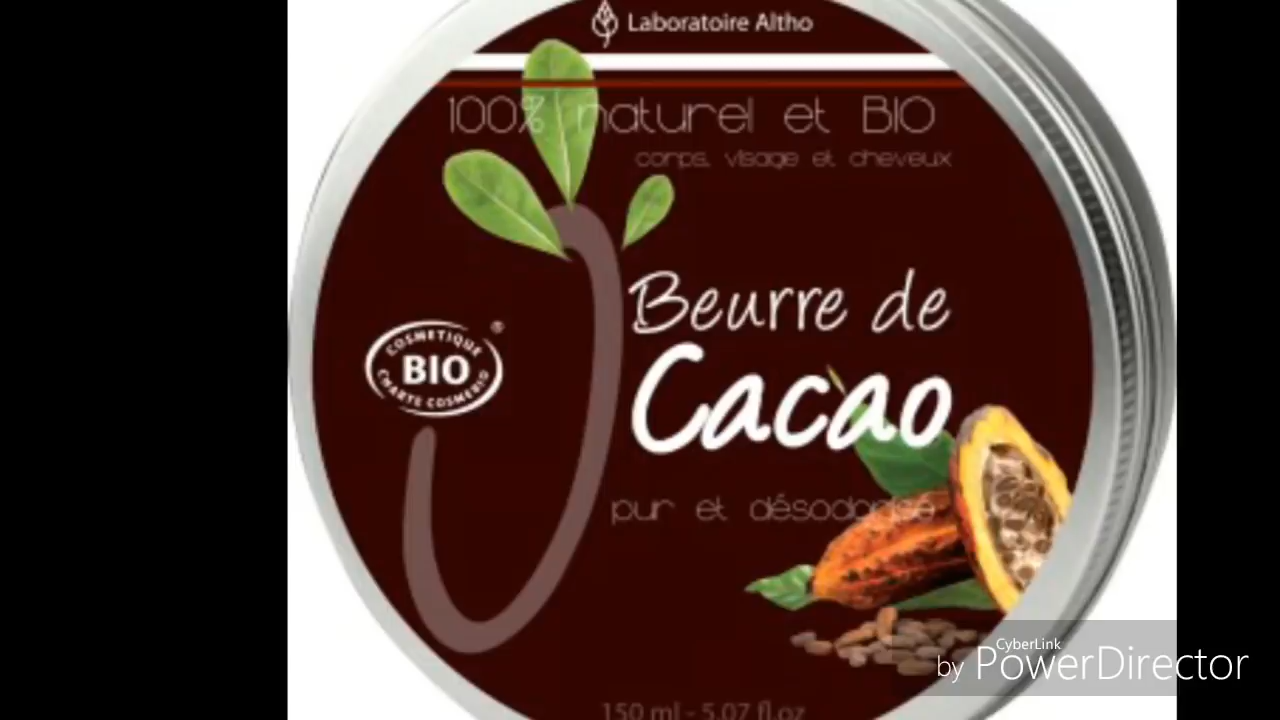 Laboratoire Altho
100% naturel et BIO
corps, visage et cheveux
Beurre de
Cacao
COSMETIQUE
BIO
®
CHARTE COSMEBIO
pur et désodorisé
150 ml - 5.07 fl.oz
CyberLink
by PowerDirector